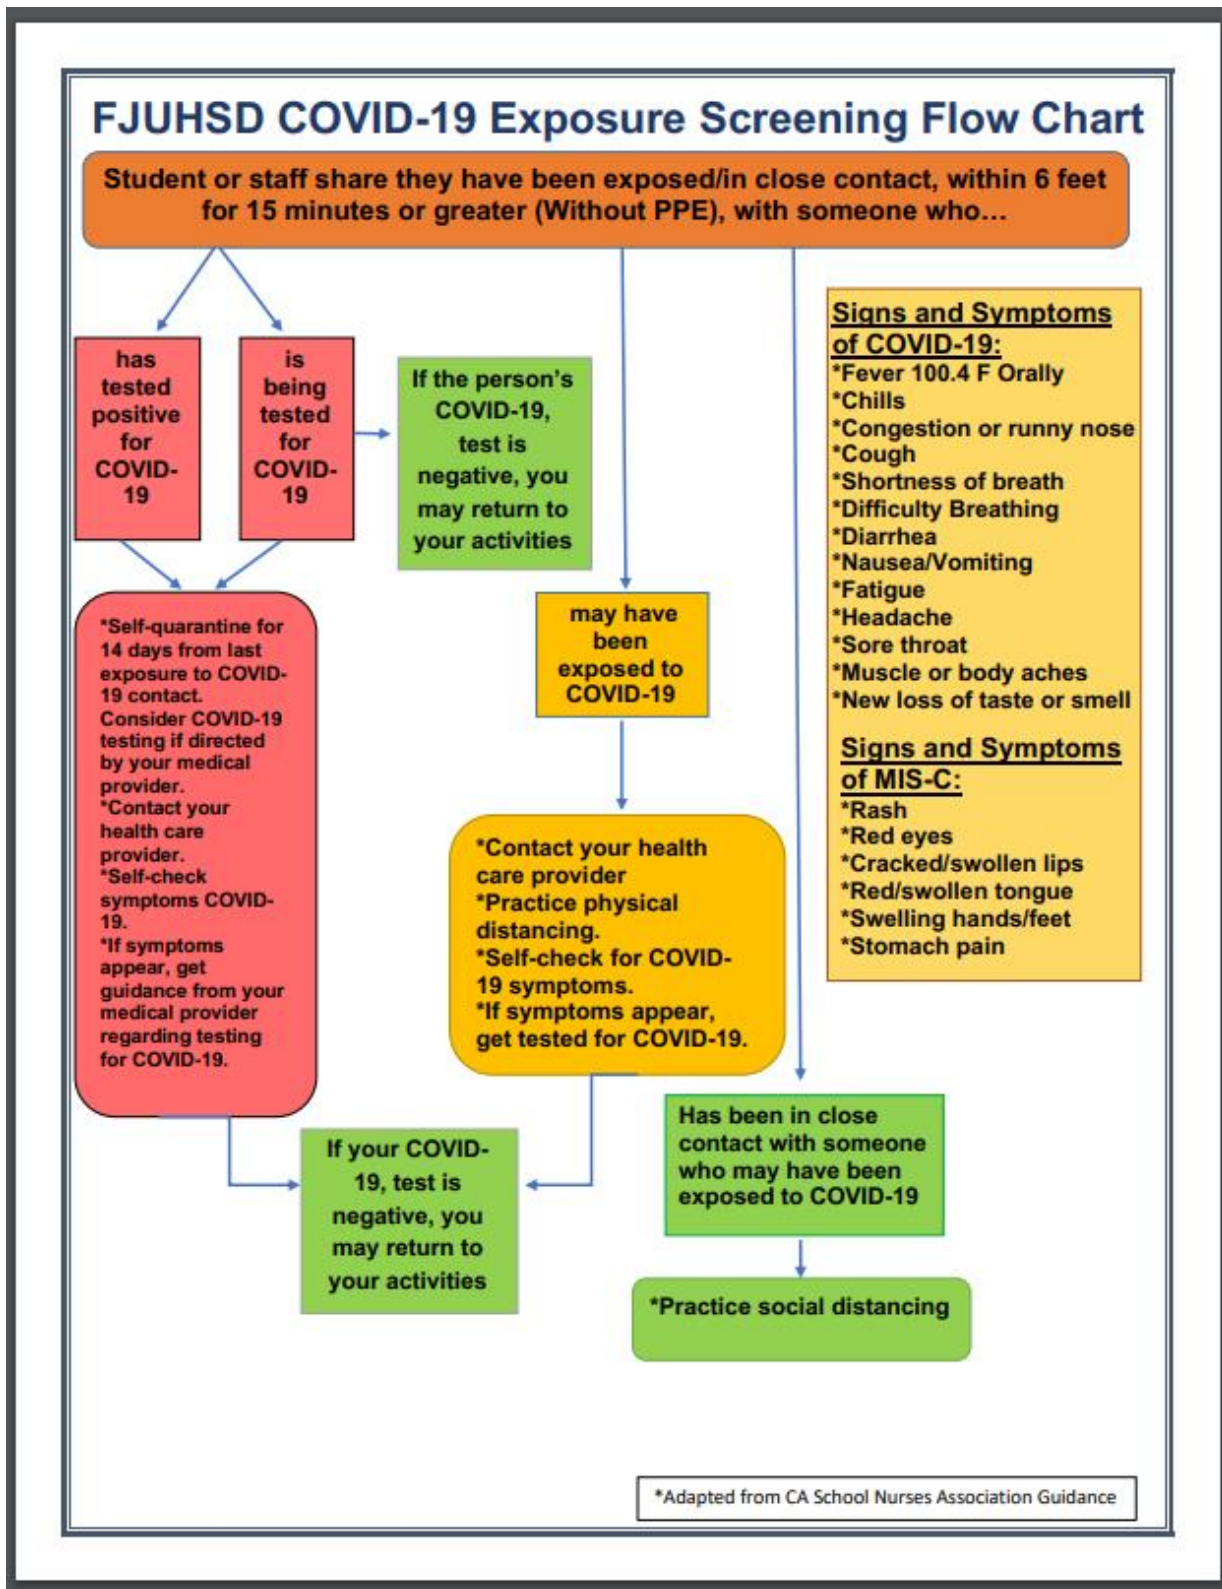 FJUHSD COVID-19 Exposure Screening Flow Chart
Student or staff share they have been exposed/in close contact, within 6 feet
for 15 minutes or greater (Without PPE), with someone who…
has
tested
positive
for
COVID-
19
is
being
tested
for
COVID-
19
If the person's
COVID-19,
test is
negative, you
may return to
your activities
*Self-quarantine for
14 days from last
exposure to COVID-
19 contact.
Consider COVID-19
testing if directed
by your medical
provider.
*Contact your
health care
provider.
*Self-check
symptoms COVID-
19.
*If symptoms
appear, get
guidance from your
medical provider
regarding testing
for COVID-19.
may have
been
exposed to
COVID-19
*Contact your health
care provider
*Practice physical
distancing.
*Self-check for COVID-
19 symptoms.
*If symptoms appear,
get tested for COVID-19.
If your COVID-
19, test is
negative, you
may return to
your activities
Has been in close
contact with someone
who may have been
exposed to COVID-19
*Practice social distancing
Signs and Symptoms
of COVID-19:
*Fever 100.4 F Orally
*Chills
*Congestion or runny nose
*Cough
*Shortness of breath
*Difficulty Breathing
*Diarrhea
*Nausea/Vomiting
*Fatigue
*Headache
*Sore throat
*Muscle or body aches
*New loss of taste or smell
Signs and Symptoms
of MIS-C:
*Rash
*Red eyes
*Cracked/swollen lips
*Red/swollen tongue
*Swelling hands/feet
*Stomach pain
*Adapted from CA School Nurses Association Guidance